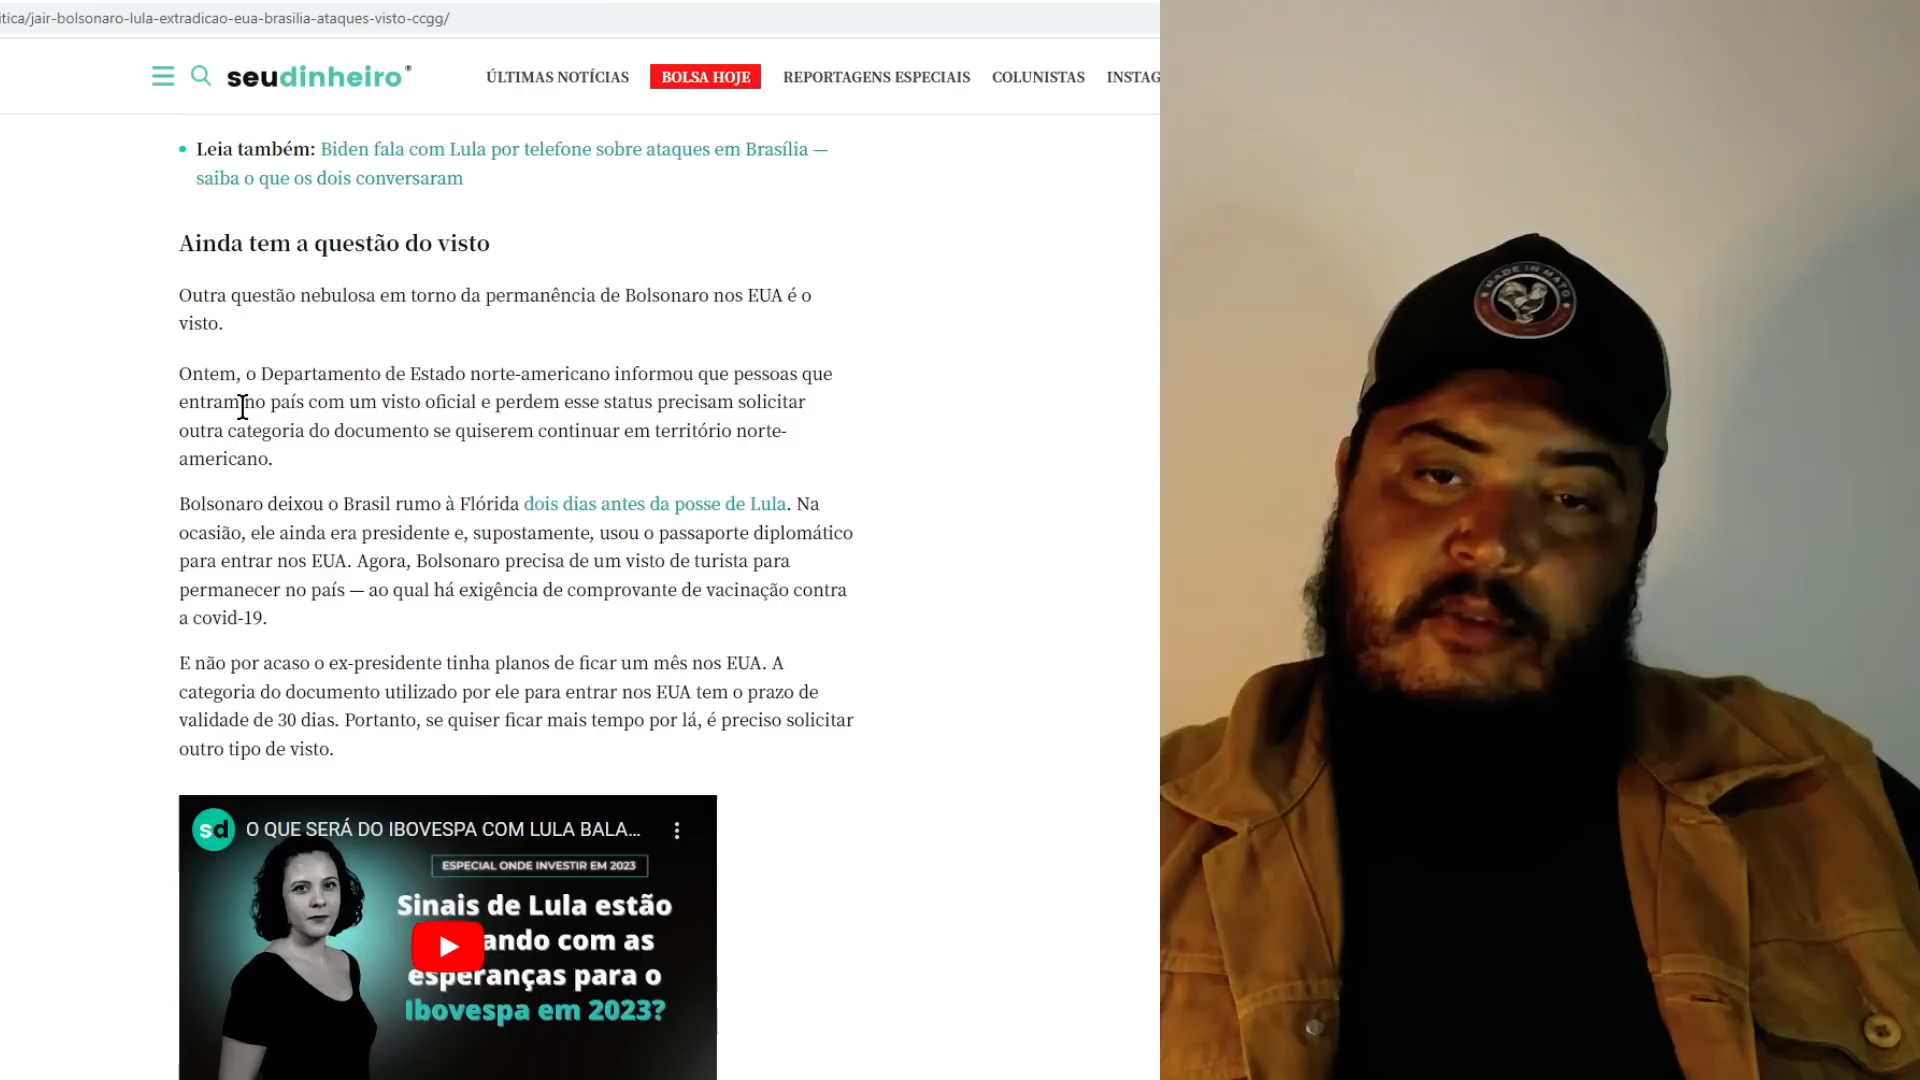 itica/jair-bolsonaro-lula-extradicao-eua-brasilia-ataques-visto-ccgg/
seudinheiro
ÚLTIMAS NOTÍCIAS
BOLSA HOJE
REPORTAGENS ESPECIAIS
COLUNISTAS
INSTAG
Leia também: Biden fala com Lula por telefone sobre ataques em Brasília —
saiba o que os dois conversaram
Ainda tem a questão do visto
Outra questão nebulosa em torno da permanência de Bolsonaro nos EUA é o
visto.
Ontem, o Departamento de Estado norte-americano informou que pessoas que
entram no país com um visto oficial e perdem esse status precisam solicitar
outra categoria do documento se quiserem continuar em território norte-
americano.
Bolsonaro deixou o Brasil rumo à Flórida dois dias antes da posse de Lula. Na
ocasião, ele ainda era presidente e, supostamente, usou o passaporte diplomático
para entrar nos EUA. Agora, Bolsonaro precisa de um visto de turista para
permanecer no país — ao qual há exigência de comprovante de vacinação contra
a covid-19.
E não por acaso o ex-presidente tinha planos de ficar um mês nos EUA. A
categoria do documento utilizado por ele para entrar nos EUA tem o prazo de
validade de 30 dias. Portanto, se quiser ficar mais tempo por lá, é preciso solicitar
outro tipo de visto.
sd
O QUE SERÁ DO IBOVESPA COM LULA BALA...
ESPECIAL ONDE INVESTIR EM 2023
Sinais de Lula estão
ando com as
esperanças para o
Ibovespa em 2023?
MADE IN MATO